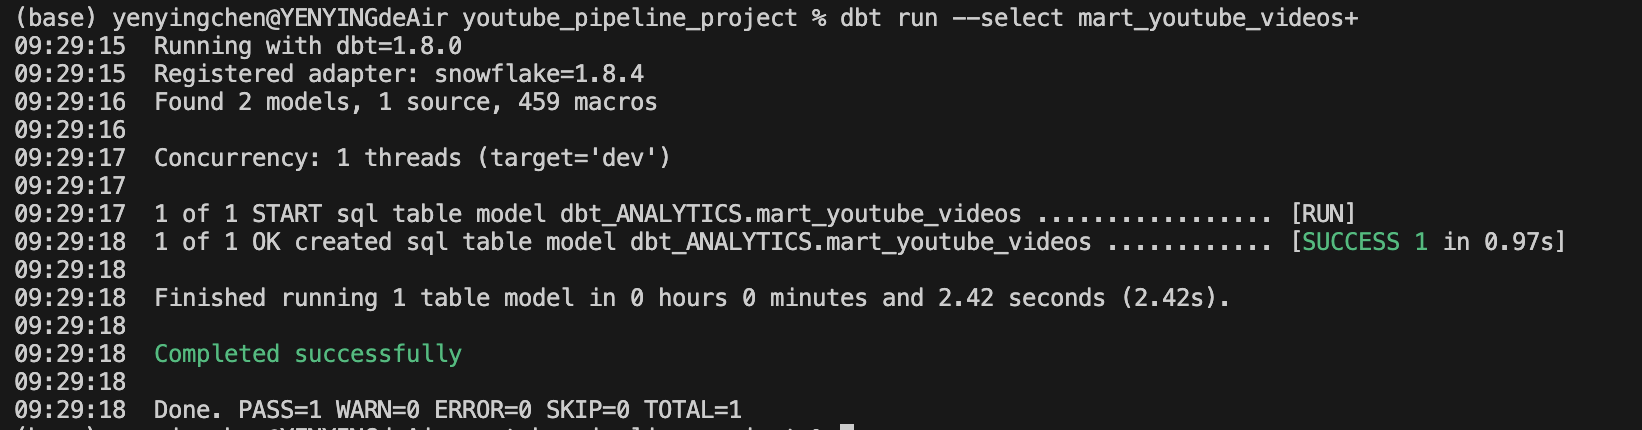 (base) yenyingchen@YENYINGdeAir youtube_pipeline_project % dbt run --select mart_youtube_videos+
09:29:15  Running with dbt=1.8.0
09:29:15  Registered adapter: snowflake=1.8.4
09:29:16  Found 2 models, 1 source, 459 macros
09:29:16
09:29:17  Concurrency: 1 threads (target='dev')
09:29:17
09:29:17  1 of 1 START sql table model dbt_ANALYTICS.mart_youtube_videos ................. [RUN]
09:29:18  1 of 1 OK created sql table model dbt_ANALYTICS.mart_youtube_videos ............ [SUCCESS 1 in 0.97s]
09:29:18
09:29:18  Finished running 1 table model in 0 hours 0 minutes and 2.42 seconds (2.42s).
09:29:18
09:29:18  Completed successfully
09:29:18
09:29:18  Done. PASS=1 WARN=0 ERROR=0 SKIP=0 TOTAL=1